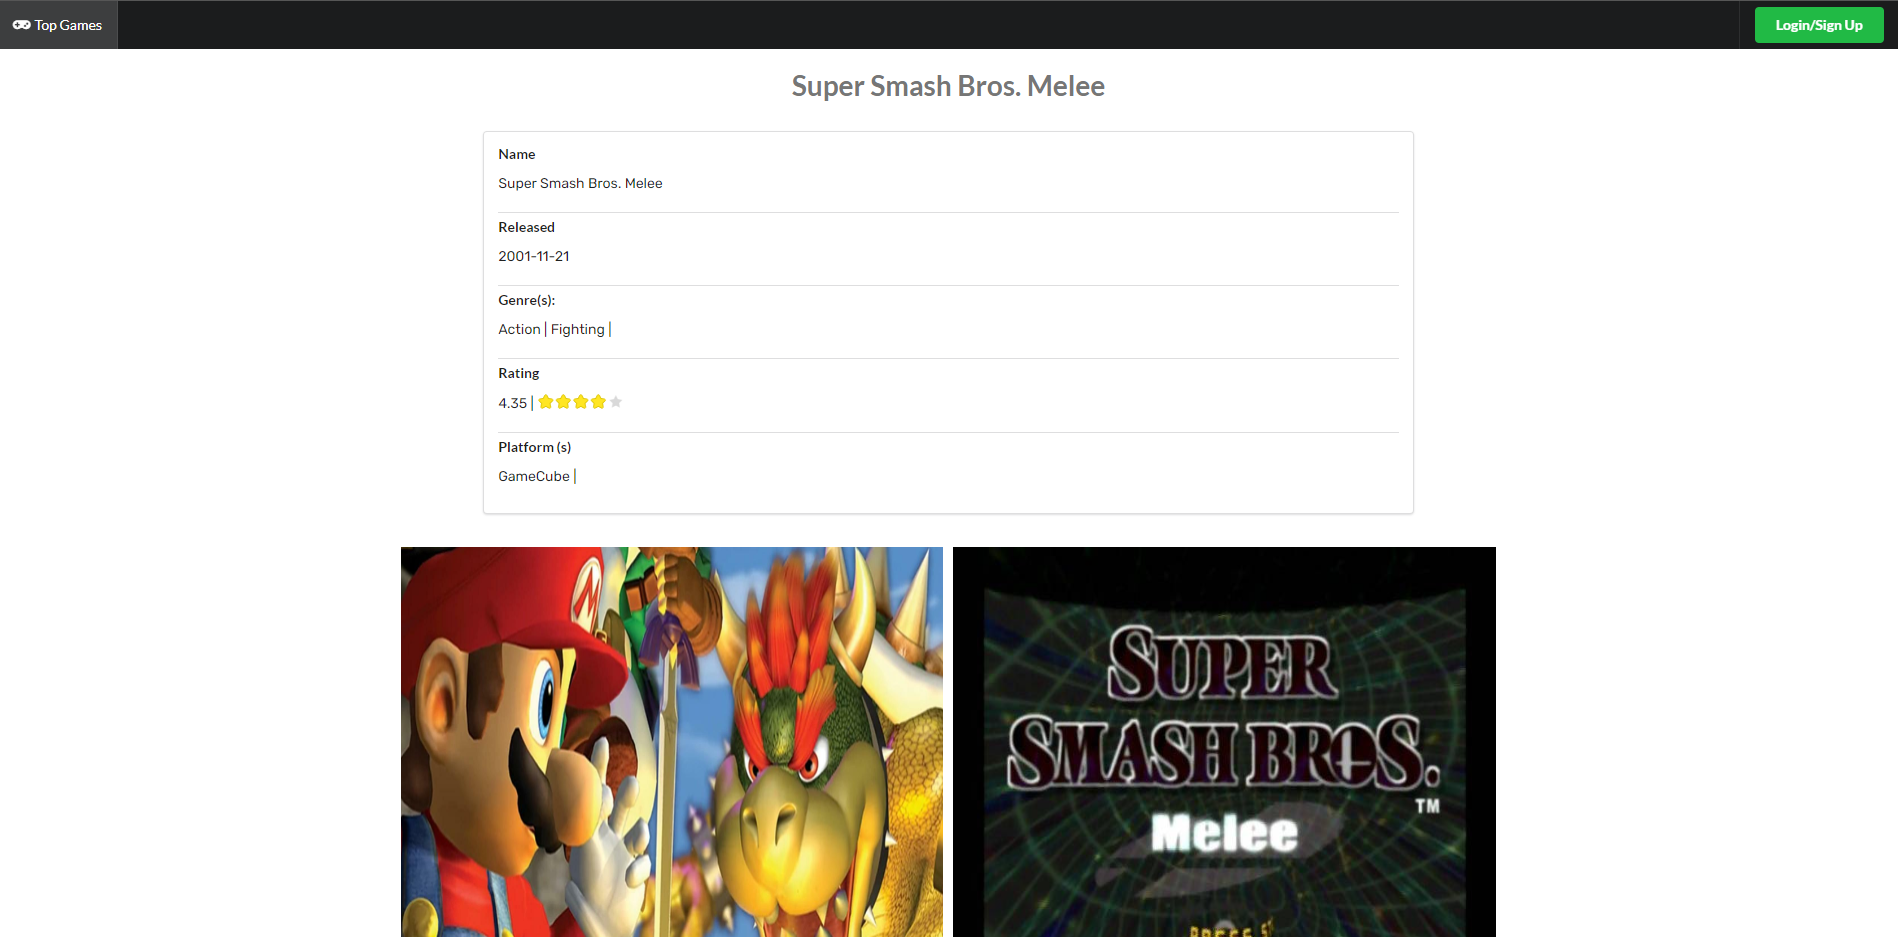 Top Games
Login/Sign Up
Super Smash Bros. Melee
Name
Super Smash Bros. Melee
Released
2001-11-21
Genre(s):
Action | Fighting |
Rating
4.35 |
Platform (s)
GameCube |
M
SUPER
SMASH BROS.
TM
Melee